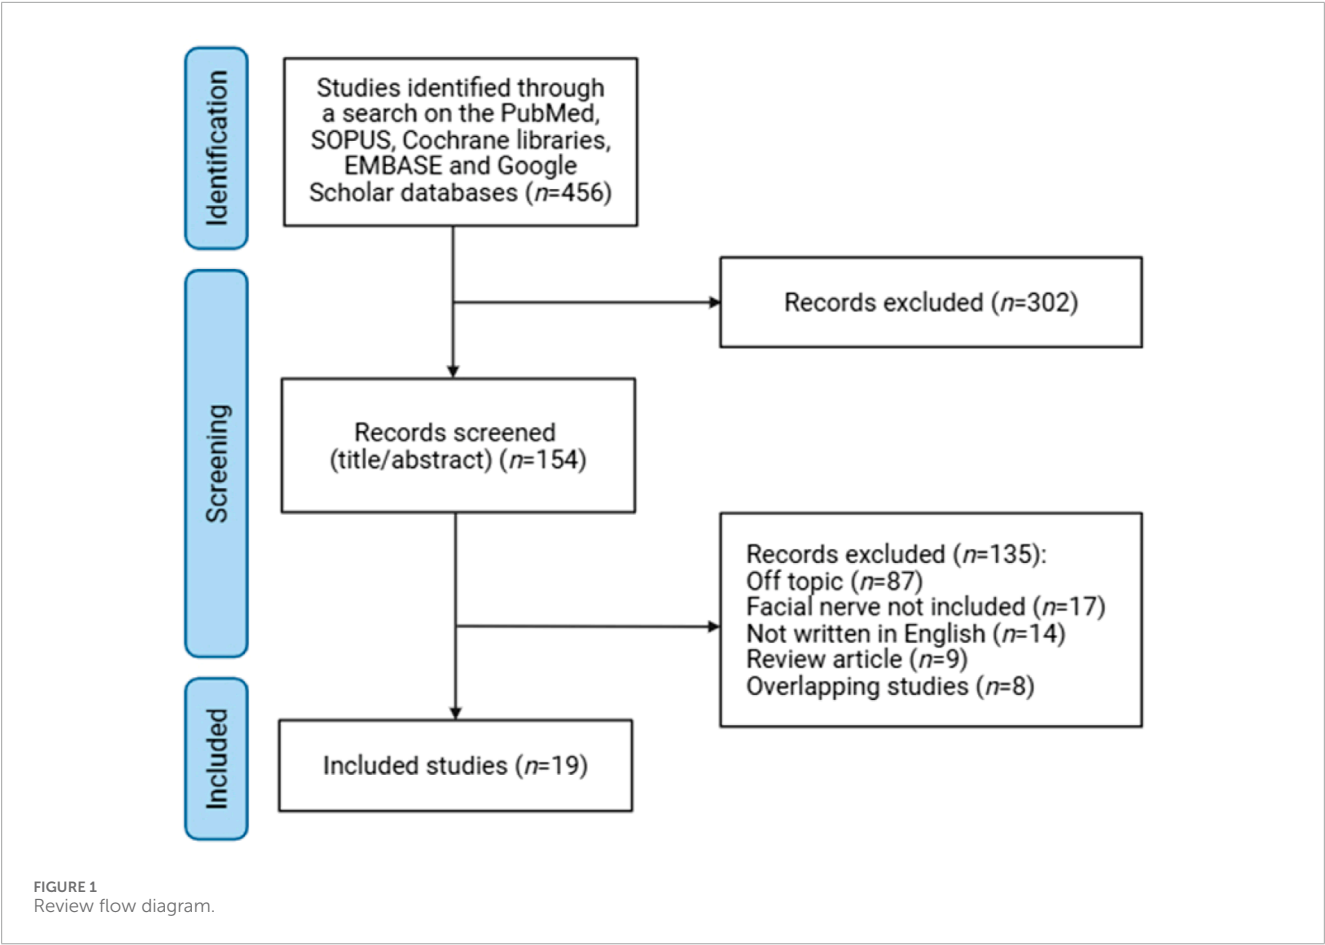 Identification
Studies identified through
a search on the PubMed,
SOPUS, Cochrane libraries,
EMBASE and Google
Scholar databases (n=456)
Records excluded (n=302)
Screening
Records screened
(title/abstract) (n=154)
Records excluded (n=135):
Off topic (n=87)
Facial nerve not included (n=17)
Not written in English (n=14)
Review article (n=9)
Overlapping studies (n=8)
Included
Included studies (n=19)
FIGURE 1
Review flow diagram.